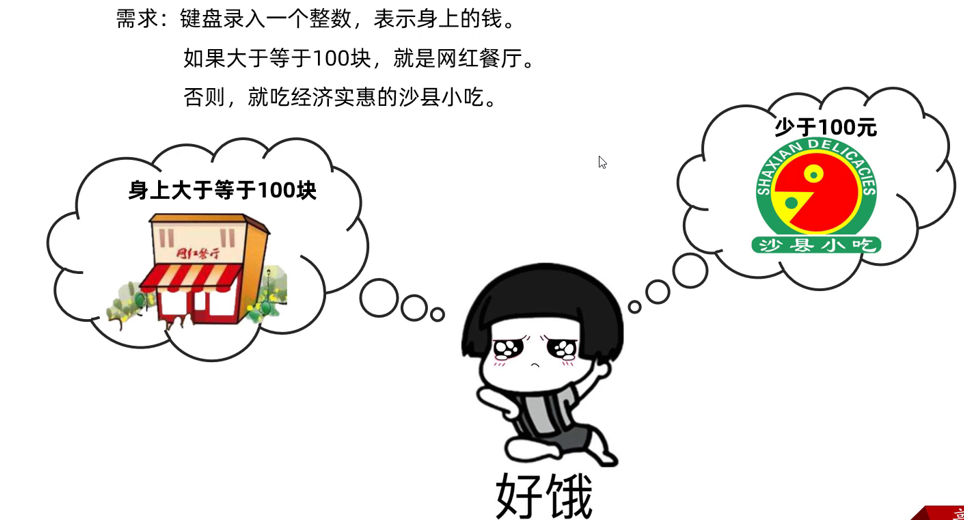 需求：键盘录入一个整数，表示身上的钱。
如果大于等于100块，就是网红餐厅。
否则，就吃经济实惠的沙县小吃。
身上大于等于100块
网红餐厅
少于100元
SHAXIAN DELICACIES
沙县小吃
好饿